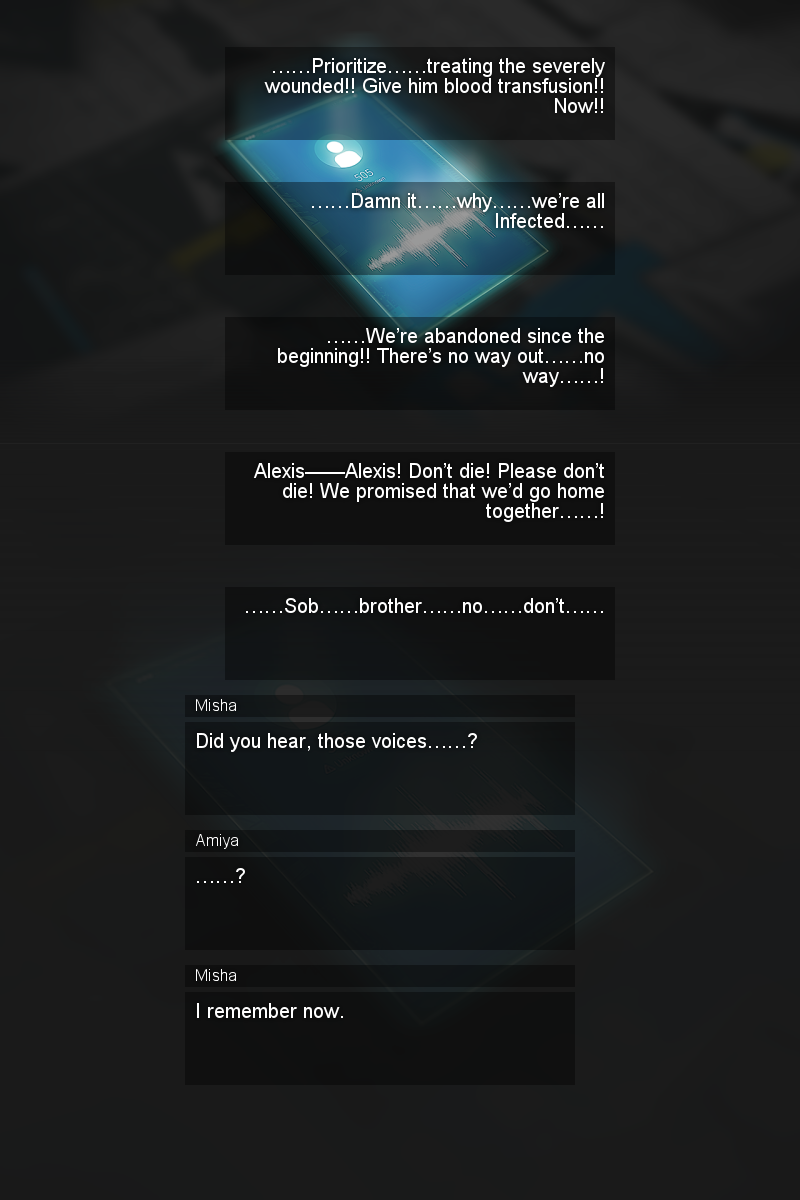 ……Prioritize……treating the severely
wounded!! Give him blood transfusion!!
Now!!
505
……Damn it……why……we're all
Infected……
……We're abandoned since the
beginning!! There's no way out……no
way……!
Alexis——Alexis! Don't die! Please don't
die! We promised that we'd go home
together……!
……Sob……brother……no……don't……
Misha
Did you hear, those voices……?
Amiya
……?
Misha
I remember now.